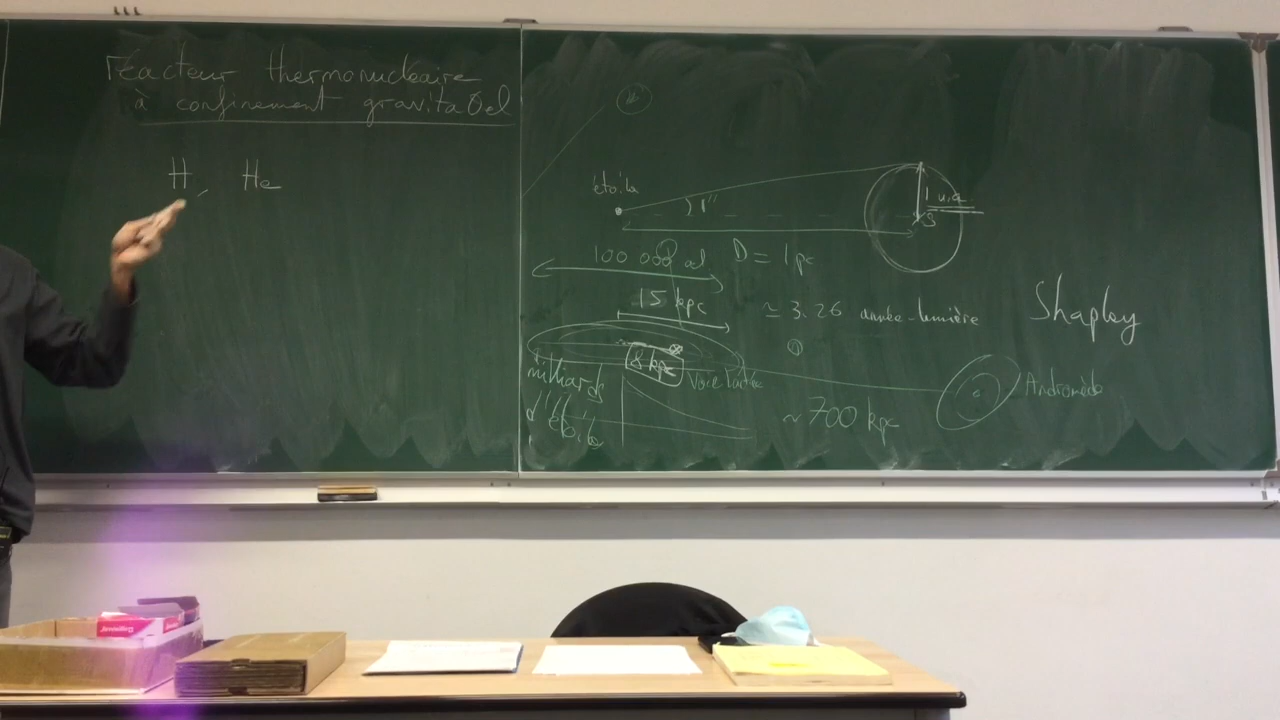 réacteur thermonucléaire
à confinement gravita0el
H, He
étoile
1"
1 u.a
S
100 000 al
D = 1 pc
15 kpc
≃ 3.26 année-lumière
Shapley
8 kpc
milliards
d'étoiles
Voie lactée
~ 700 kpc
Andromède